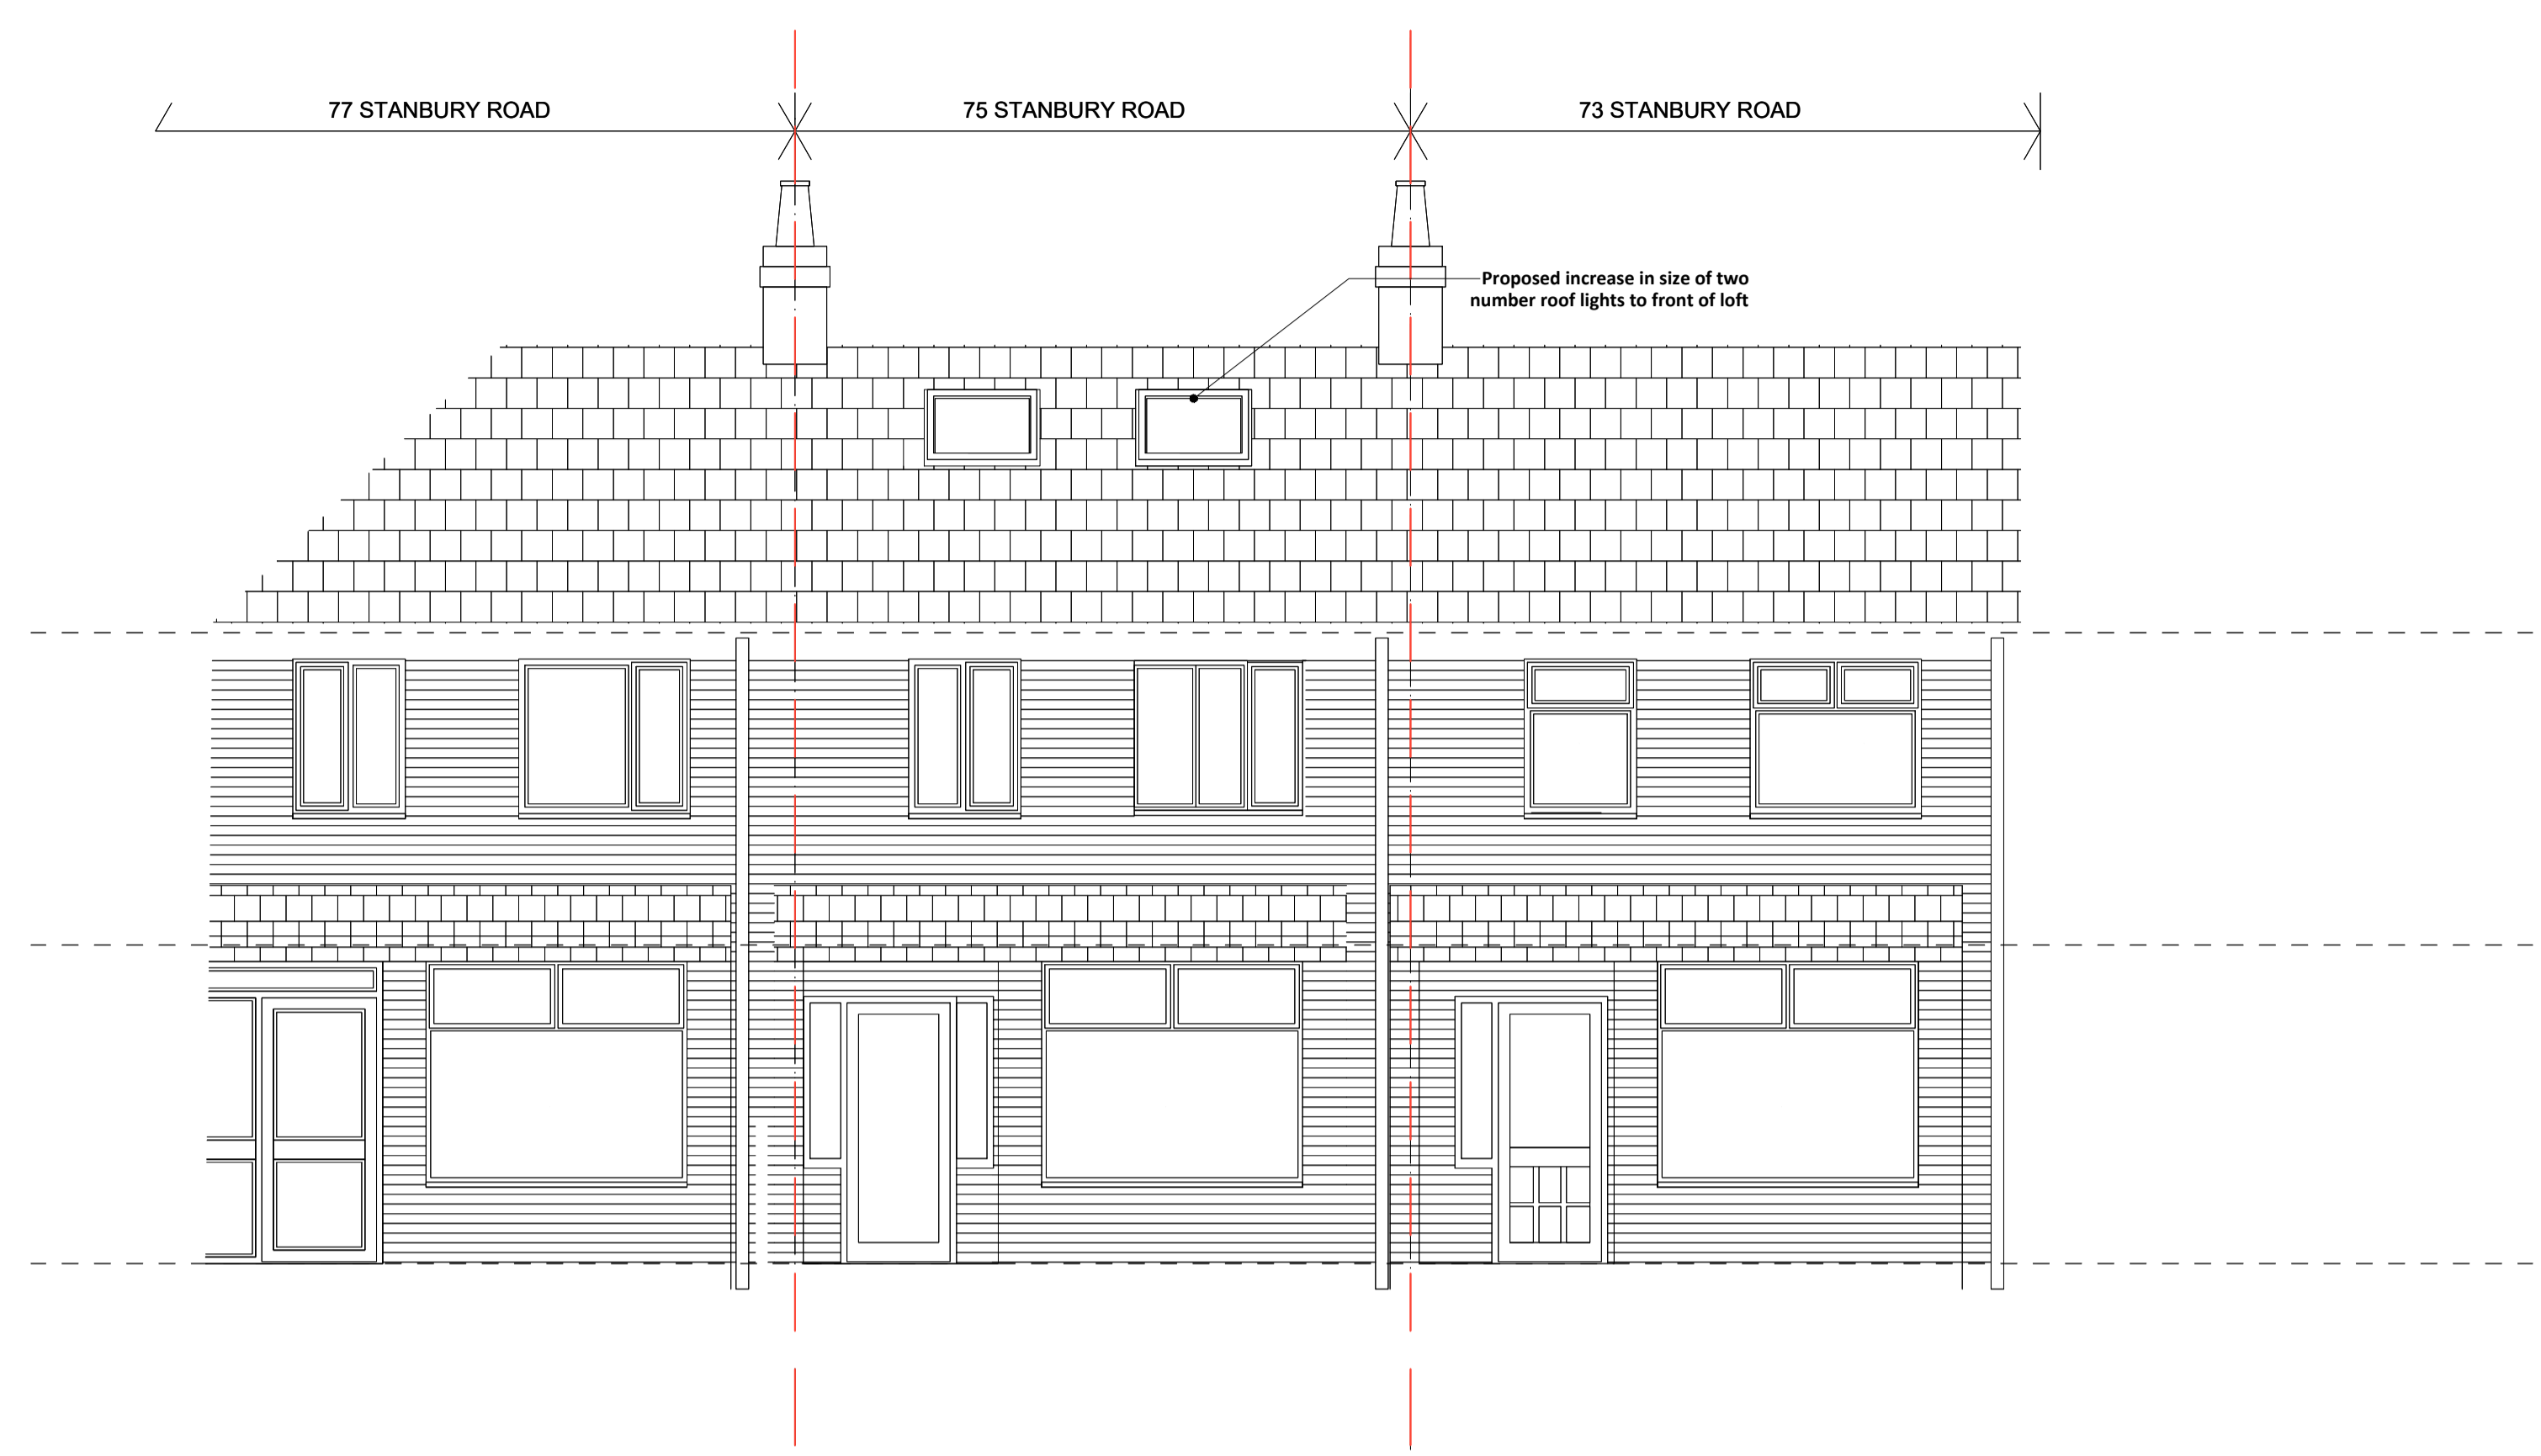 77 STANBURY ROAD
75 STANBURY ROAD
73 STANBURY ROAD
Proposed increase in size of two
number roof lights to front of loft